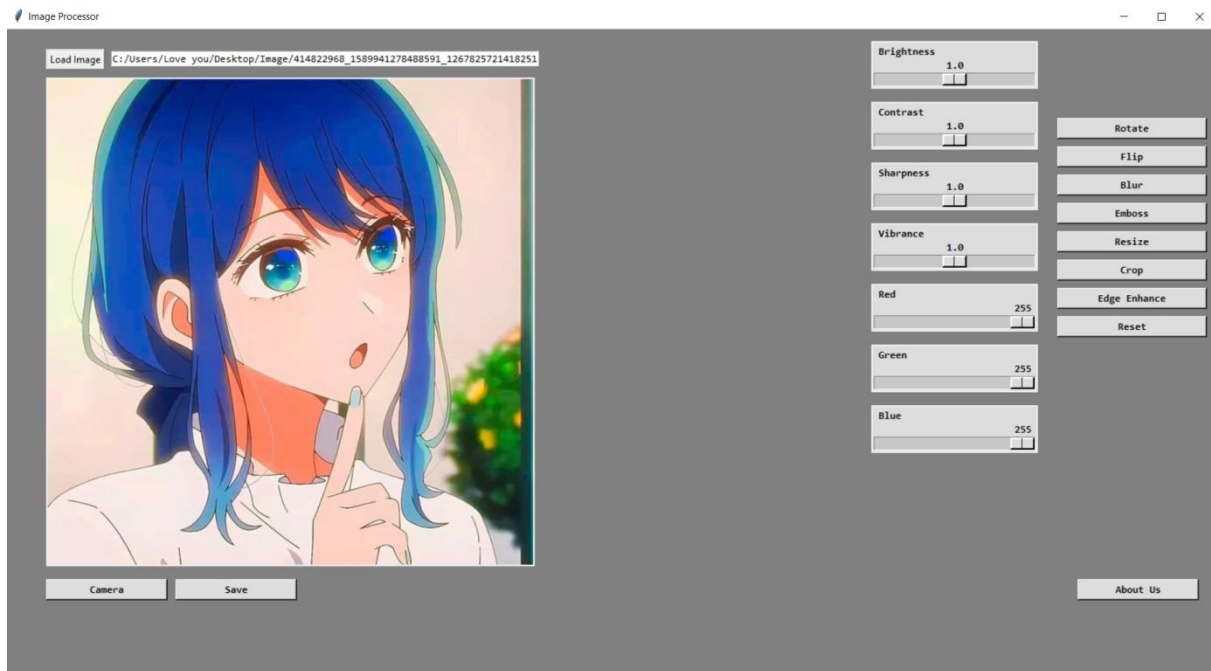 Image Processor
Load Image
C:/Users/Love you/Desktop/Image/414822968_1589941278488591_1267825721418251
Brightness
1.0
Contrast
1.0
Sharpness
1.0
Vibrance
1.0
Red
255
Green
255
Blue
255
Rotate
Flip
Blur
Emboss
Resize
Crop
Edge Enhance
Reset
Camera
Save
About Us